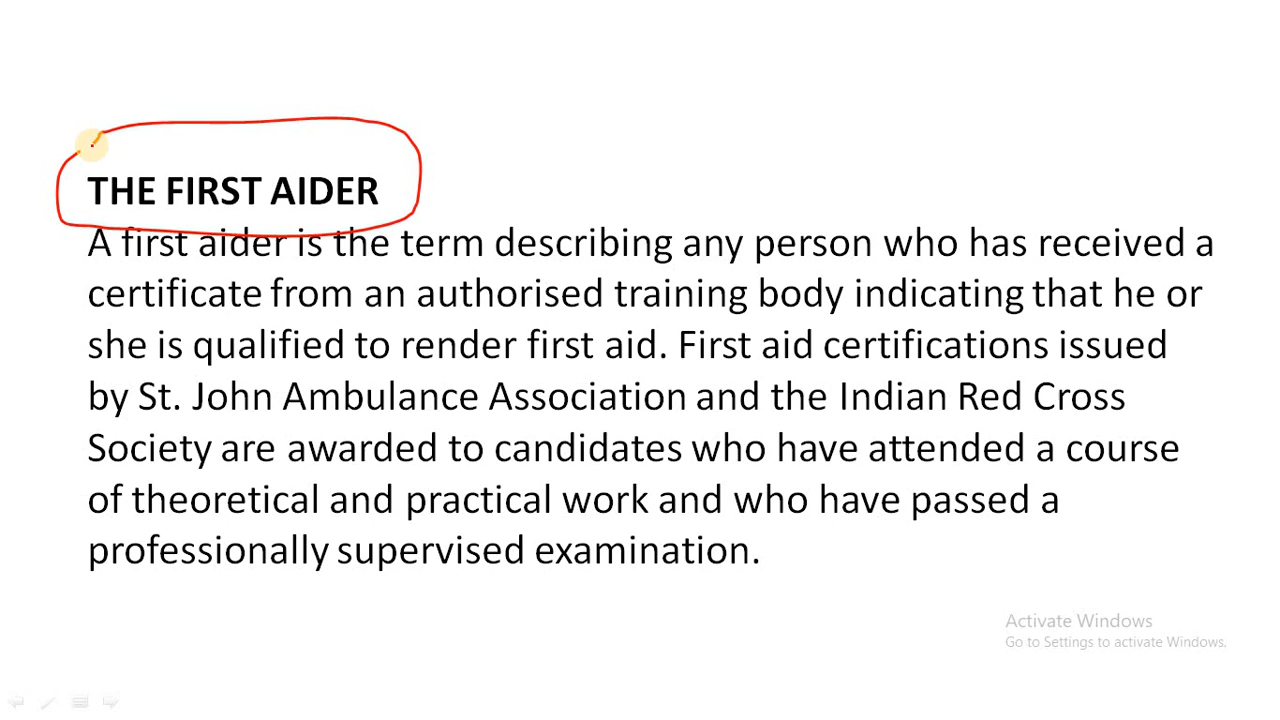 THE FIRST AIDER
A first aider is the term describing any person who has received a
certificate from an authorised training body indicating that he or
she is qualified to render first aid. First aid certifications issued
by St. John Ambulance Association and the Indian Red Cross
Society are awarded to candidates who have attended a course
of theoretical and practical work and who have passed a
professionally supervised examination.
Activate Windows
Go to Settings to activate Windows.